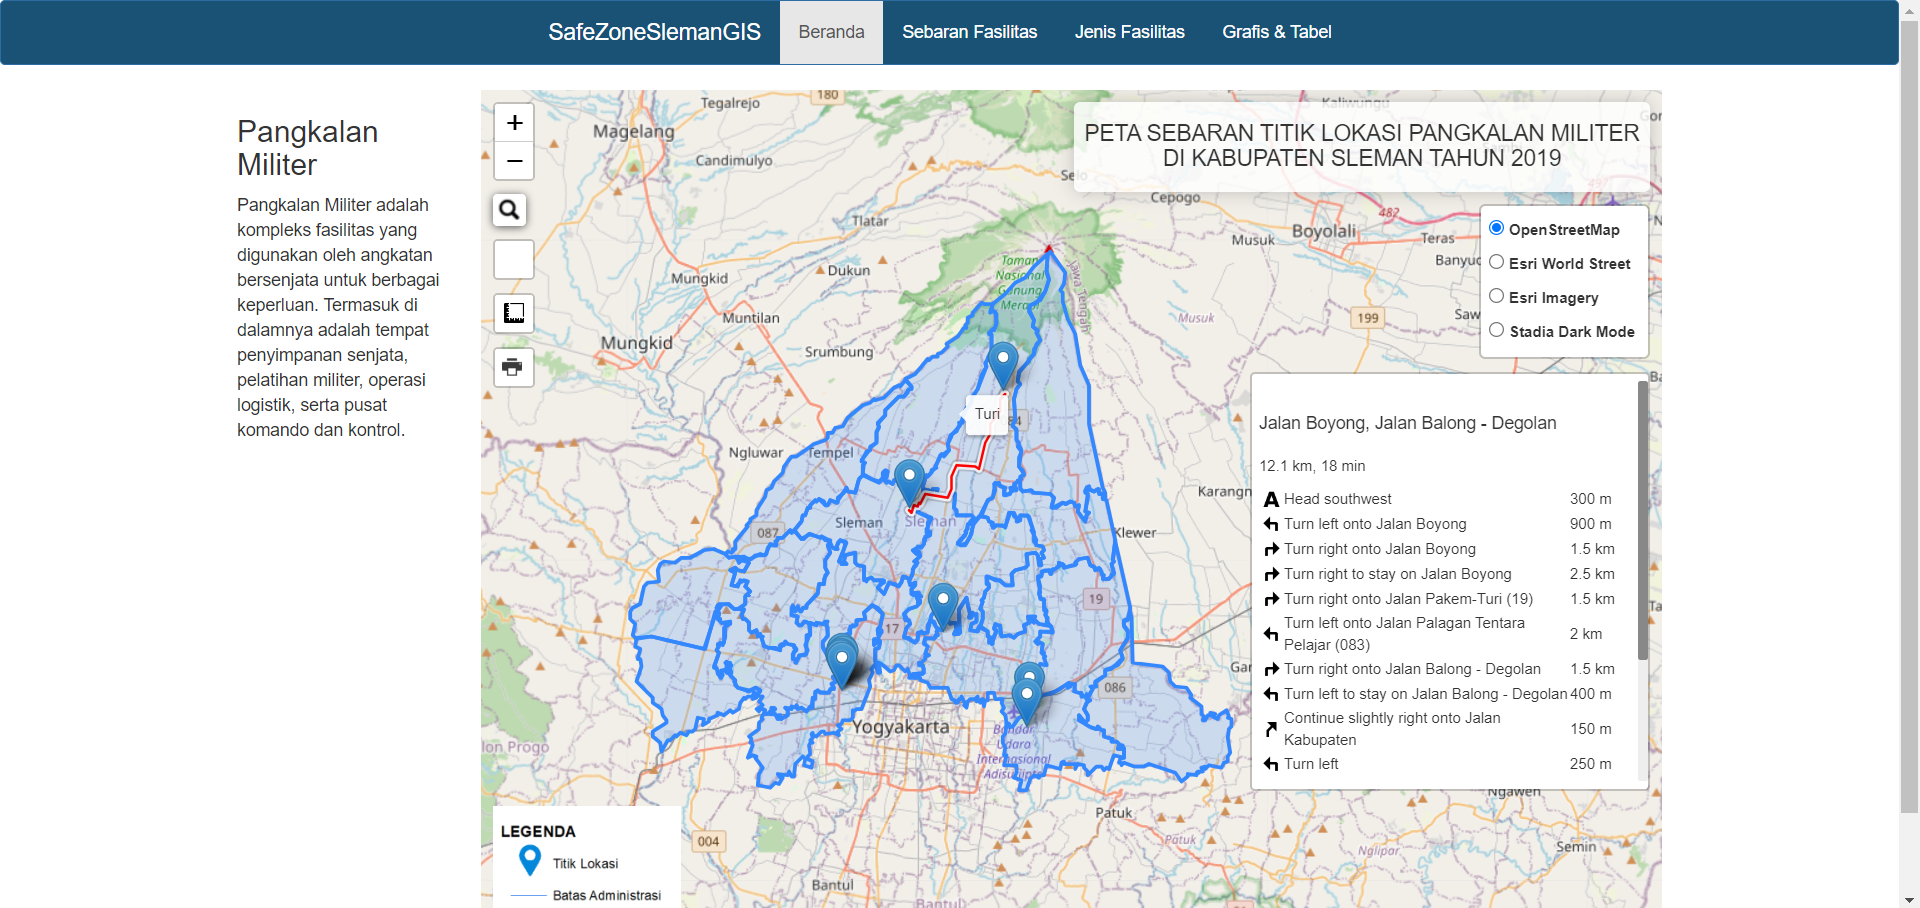 SafeZoneSlemanGIS
Beranda
Sebaran Fasilitas
Jenis Fasilitas
Grafis & Tabel
Pangkalan
Militer
Pangkalan Militer adalah
kompleks fasilitas yang
digunakan oleh angkatan
bersenjata untuk berbagai
keperluan. Termasuk di
dalamnya adalah tempat
penyimpanan senjata,
pelatihan militer, operasi
logistik, serta pusat
komando dan kontrol.
+
−
PETA SEBARAN TITIK LOKASI PANGKALAN MILITER
DI KABUPATEN SLEMAN TAHUN 2019
OpenStreetMap
Esri World Street
Esri Imagery
Stadia Dark Mode
Tegalrejo
180
Kaliwungu
Magelang
Candimulyo
Selo
Cepogo
482
497
Tlatar
Boyolali
Teras
Musuk
Banyuc
Dukun
Mungkid
Taman
Nasional
Gunung
Merapi
Jawa Tengah
Muntilan
Musuk
199
Saw
Mungkid
Srumbung
Turi
84
Ngluwar
Tempel
Karangn
Sleman
Sleman
087
Klewer
19
17
086
Yogyakarta
Bandar
Udara
Internasional
Adisutjipto
lon Progo
Patuk
Patuk
Ngawen
004
Nglipar
Semin
Bantul
Bantul
Jalan Boyong, Jalan Balong - Degolan
12.1 km, 18 min
Head southwest 300 m
Turn left onto Jalan Boyong 900 m
Turn right onto Jalan Boyong 1.5 km
Turn right to stay on Jalan Boyong 2.5 km
Turn right onto Jalan Pakem-Turi (19) 1.5 km
Turn left onto Jalan Palagan Tentara
Pelajar (083) 2 km
Turn right onto Jalan Balong - Degolan 1.5 km
Turn left to stay on Jalan Balong - Degolan 400 m
Continue slightly right onto Jalan
Kabupaten 150 m
Turn left 250 m
LEGENDA
Titik Lokasi
Batas Administrasi